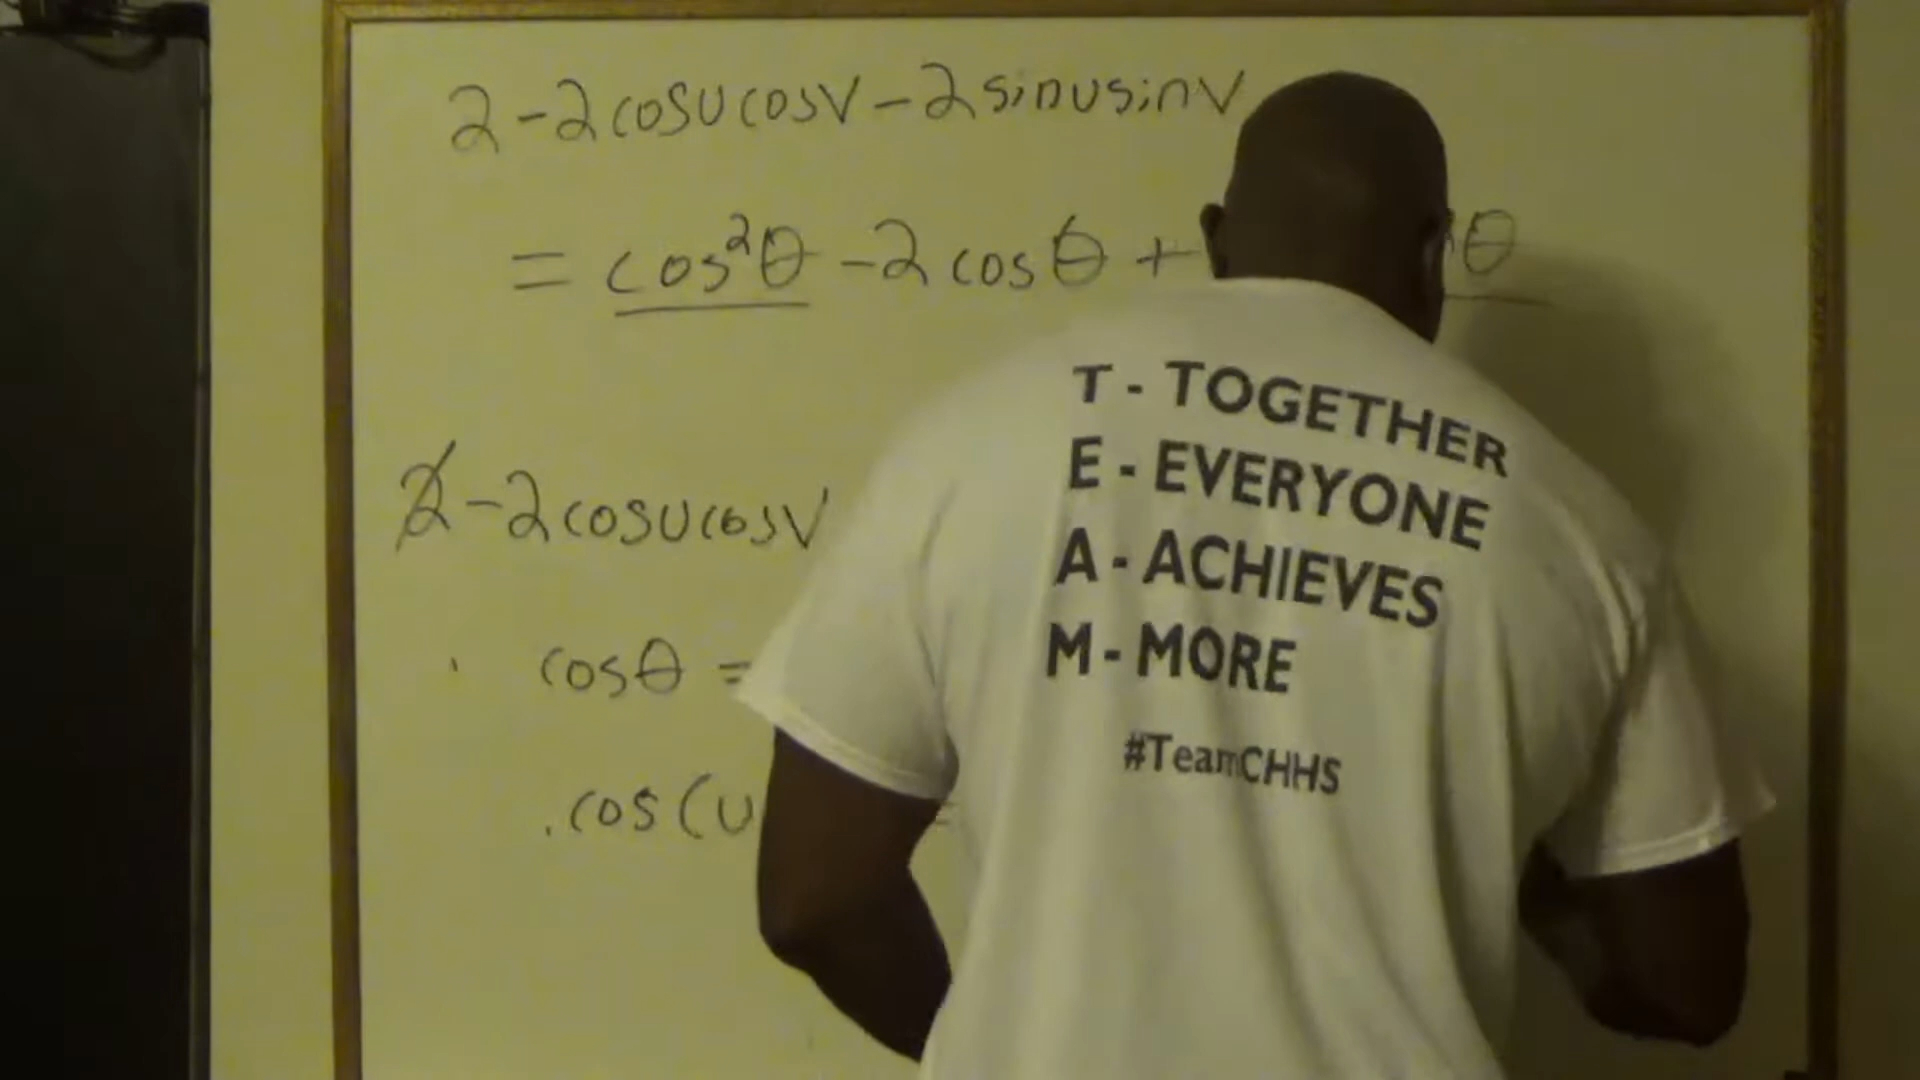 2 - 2cosucosv - 2sinusinv
= cos²θ - 2cosθ + θ
2 - 2cosucosv
cosθ =
cos(u =
T - TOGETHER
E - EVERYONE
A - ACHIEVES
M - MORE
#TeamCHHS